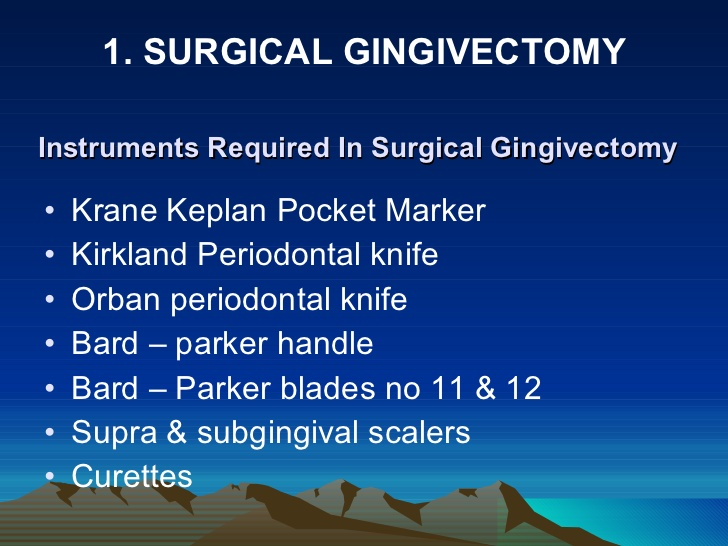 1. SURGICAL GINGIVECTOMY
Instruments Required In Surgical Gingivectomy
• Krane Keplan Pocket Marker
• Kirkland Periodontal knife
• Orban periodontal knife
• Bard – parker handle
• Bard – Parker blades no 11 & 12
• Supra & subgingival scalers
• Curettes